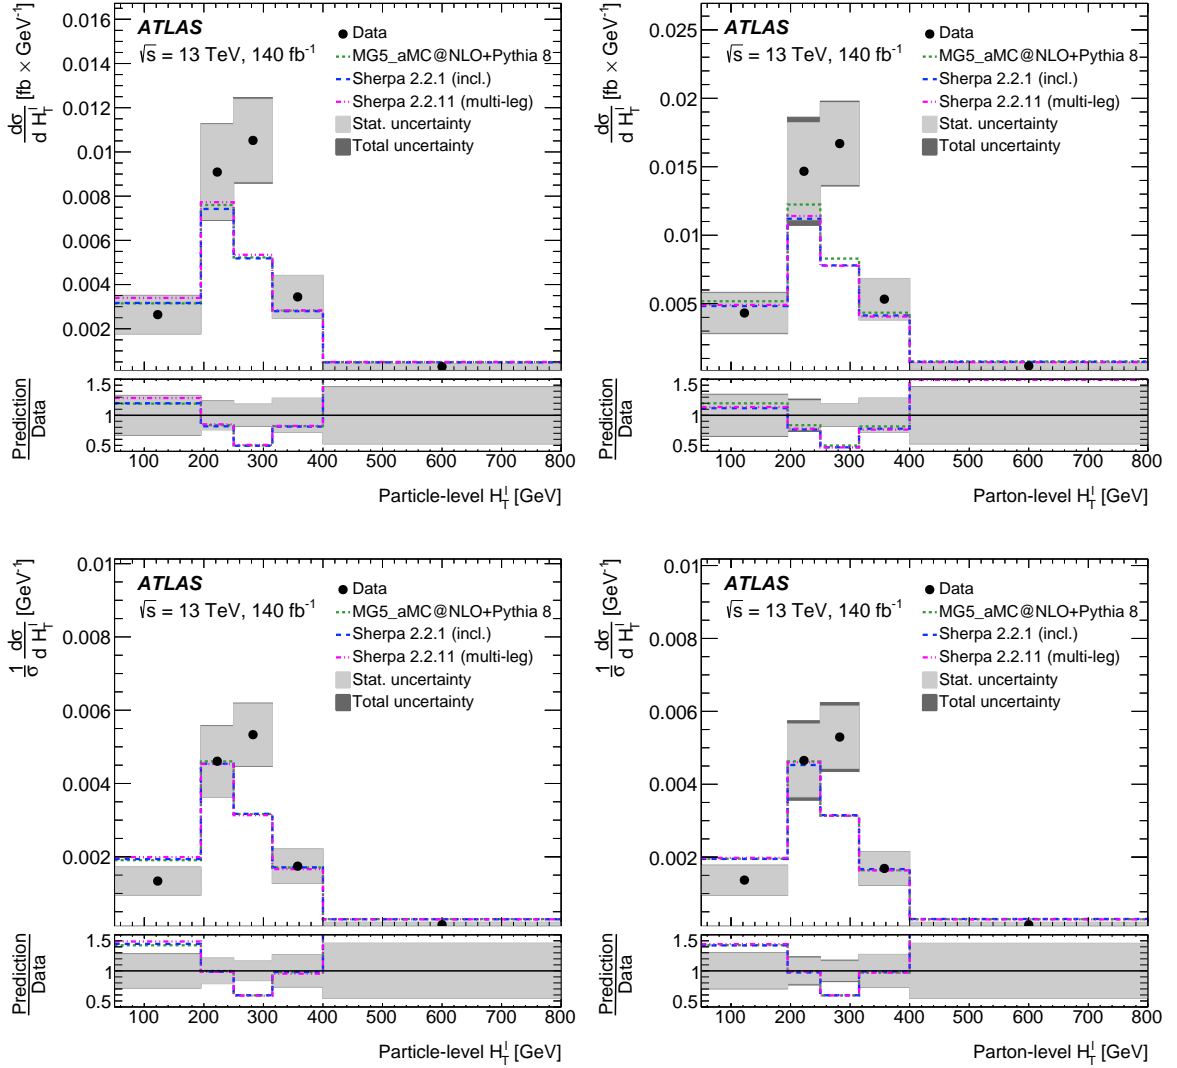 0.016
0.014
0.012
0.01
0.008
0.006
0.004
0.002
dσ
d H_T^l [fb × GeV⁻¹]
ATLAS
√s = 13 TeV, 140 fb⁻¹
Data
MG5_aMC@NLO+Pythia 8
Sherpa 2.2.1 (incl.)
Sherpa 2.2.11 (multi-leg)
Stat. uncertainty
Total uncertainty
1.5
1
0.5
Prediction
Data
100 200 300 400 500 600 700 800
Particle-level H_T^l [GeV]
0.025
0.02
0.015
0.01
0.005
dσ
d H_T^l [fb × GeV⁻¹]
ATLAS
√s = 13 TeV, 140 fb⁻¹
Data
MG5_aMC@NLO+Pythia 8
Sherpa 2.2.1 (incl.)
Sherpa 2.2.11 (multi-leg)
Stat. uncertainty
Total uncertainty
1.5
1
0.5
Prediction
Data
100 200 300 400 500 600 700 800
Parton-level H_T^l [GeV]
0.01
0.008
0.006
0.004
0.002
1 dσ
σ d H_T^l [GeV⁻¹]
ATLAS
√s = 13 TeV, 140 fb⁻¹
Data
MG5_aMC@NLO+Pythia 8
Sherpa 2.2.1 (incl.)
Sherpa 2.2.11 (multi-leg)
Stat. uncertainty
Total uncertainty
1.5
1
0.5
Prediction
Data
100 200 300 400 500 600 700 800
Particle-level H_T^l [GeV]
0.01
0.008
0.006
0.004
0.002
1 dσ
σ d H_T^l [GeV⁻¹]
ATLAS
√s = 13 TeV, 140 fb⁻¹
Data
MG5_aMC@NLO+Pythia 8
Sherpa 2.2.1 (incl.)
Sherpa 2.2.11 (multi-leg)
Stat. uncertainty
Total uncertainty
1.5
1
0.5
Prediction
Data
100 200 300 400 500 600 700 800
Parton-level H_T^l [GeV]